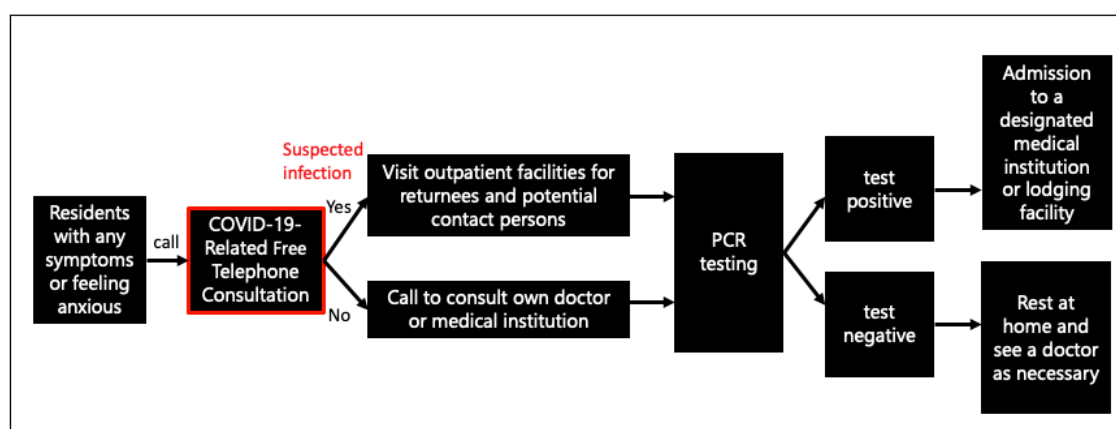 Residents
with any
symptoms
or feeling
anxious
call
COVID-19-
Related Free
Telephone
Consultation
Suspected
infection
Yes
No
Visit outpatient facilities for
returnees and potential
contact persons
Call to consult own doctor
or medical institution
PCR
testing
test
positive
test
negative
Admission
to a
designated
medical
institution
or lodging
facility
Rest at
home and
see a doctor
as necessary